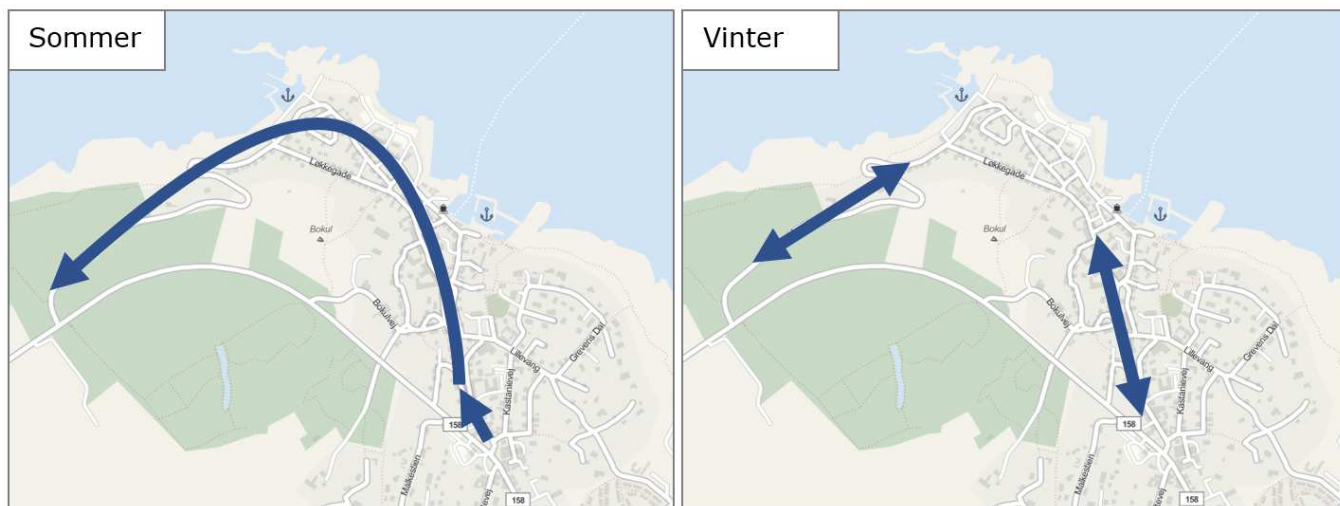 Sommer
Løkkegade
Bokul
Bokulvej
Lillevang
Grevens Dal
Kastanievej
158
Malkestien
158
Vinter
Løkkegade
Bokul
Bokulvej
Lillevang
Grevens Dal
Kastanievej
158
Malkestien
158